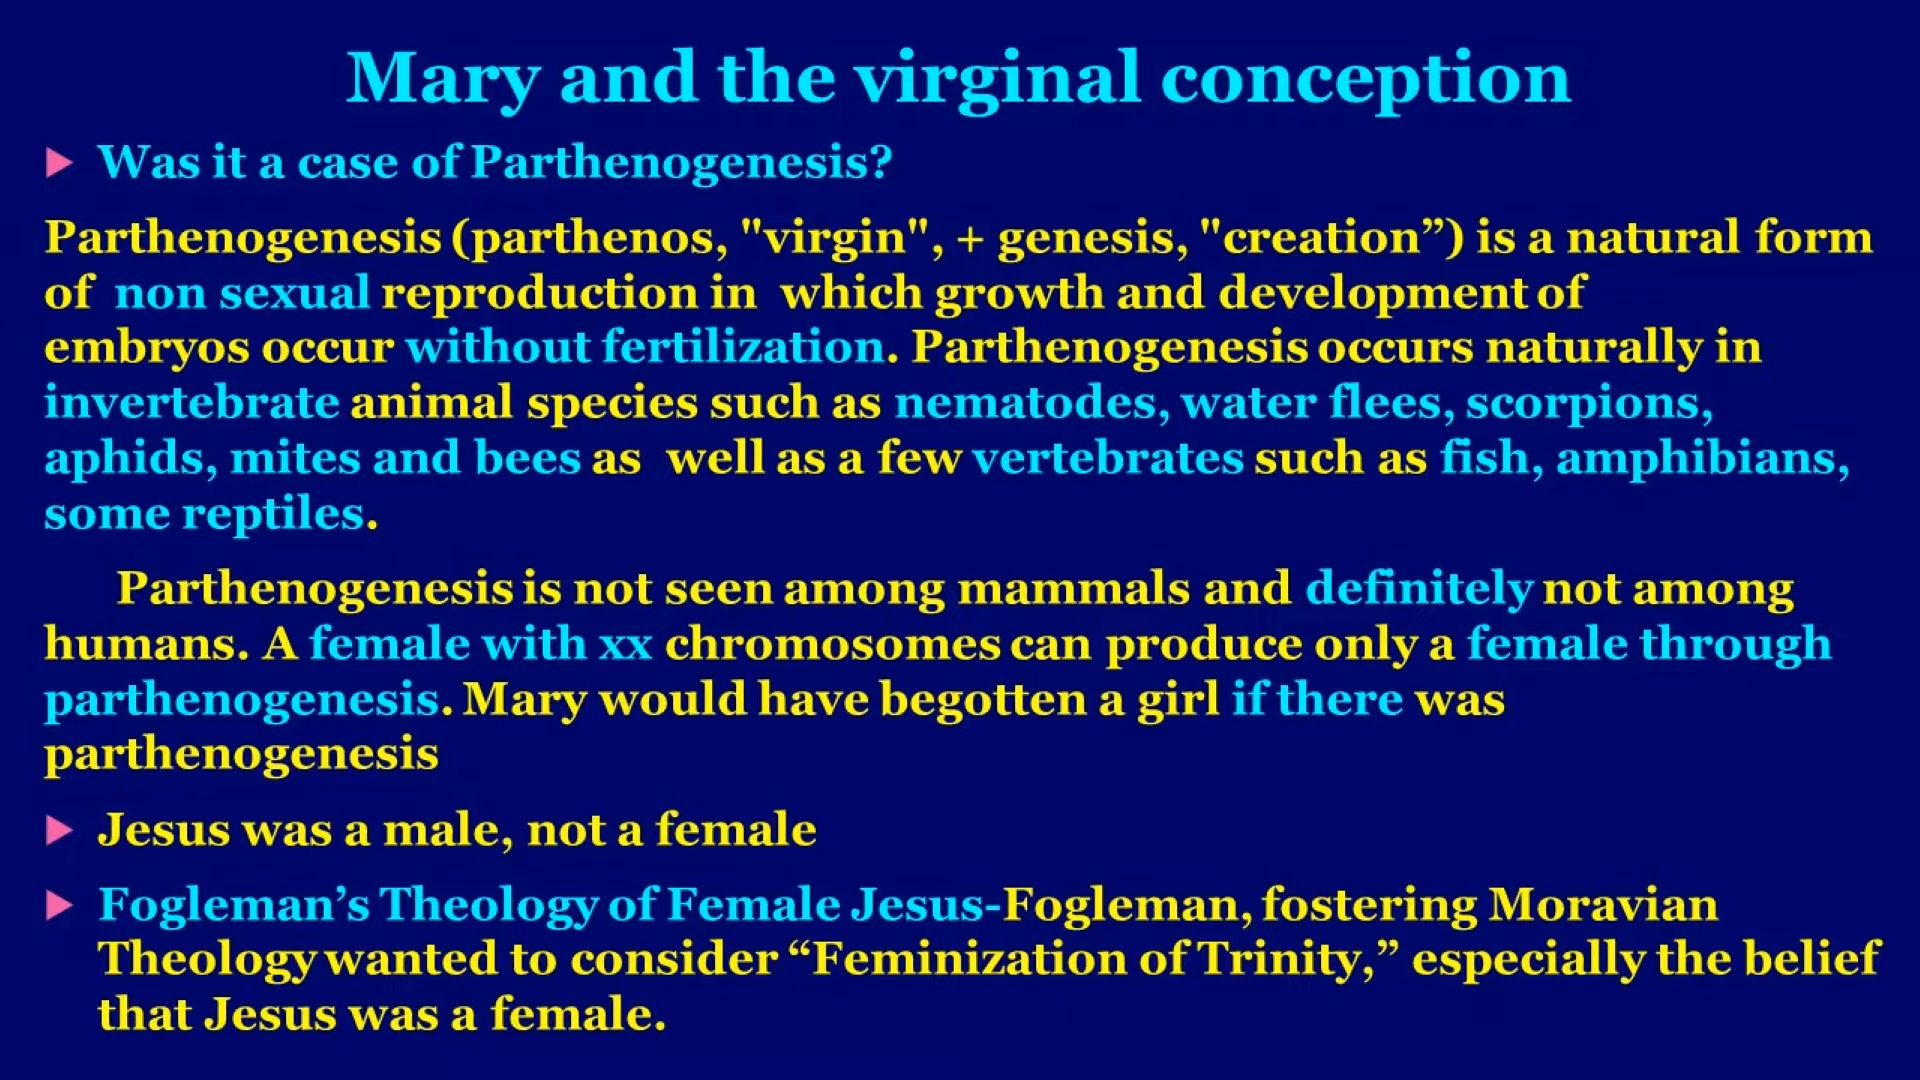 Mary and the virginal conception
Was it a case of Parthenogenesis?
Parthenogenesis (parthenos, "virgin", + genesis, "creation”) is a natural form
of non sexual reproduction in which growth and development of
embryos occur without fertilization. Parthenogenesis occurs naturally in
invertebrate animal species such as nematodes, water flees, scorpions,
aphids, mites and bees as well as a few vertebrates such as fish, amphibians,
some reptiles.
Parthenogenesis is not seen among mammals and definitely not among
humans. A female with xx chromosomes can produce only a female through
parthenogenesis. Mary would have begotten a girl if there was
parthenogenesis
Jesus was a male, not a female
Fogleman’s Theology of Female Jesus-Fogleman, fostering Moravian
Theology wanted to consider “Feminization of Trinity,” especially the belief
that Jesus was a female.